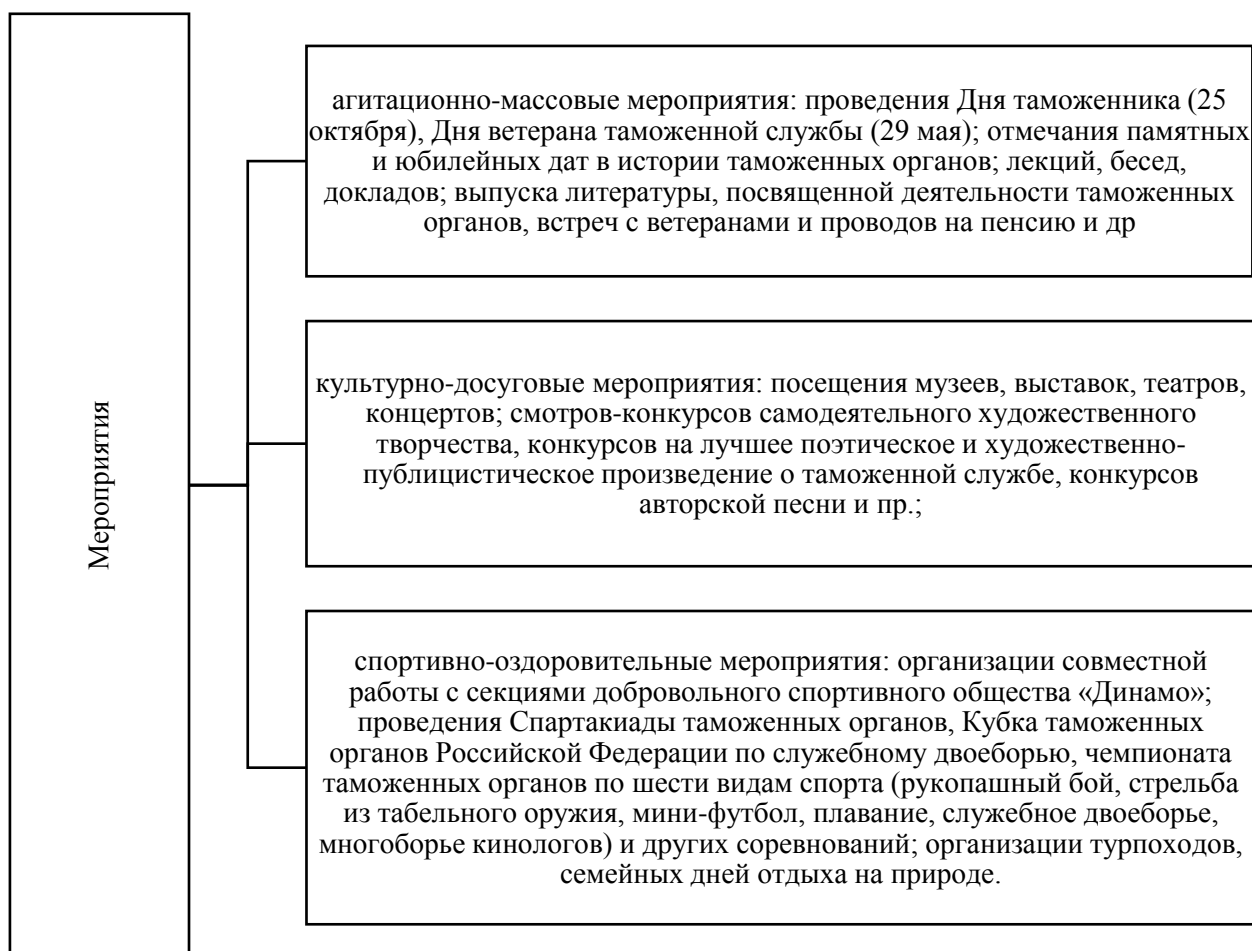 Мероприятия
агитационно-массовые мероприятия: проведения Дня таможенника (25
октября), Дня ветерана таможенной службы (29 мая); отмечания памятных
и юбилейных дат в истории таможенных органов; лекций, бесед,
докладов; выпуска литературы, посвященной деятельности таможенных
органов, встреч с ветеранами и проводов на пенсию и др
культурно-досуговые мероприятия: посещения музеев, выставок, театров,
концертов; смотров-конкурсов самодеятельного художественного
творчества, конкурсов на лучшее поэтическое и художественно-
публицистическое произведение о таможенной службе, конкурсов
авторской песни и пр.;
спортивно-оздоровительные мероприятия: организации совместной
работы с секциями добровольного спортивного общества «Динамо»;
проведения Спартакиады таможенных органов, Кубка таможенных
органов Российской Федерации по служебному двоеборью, чемпионата
таможенных органов по шести видам спорта (рукопашный бой, стрельба
из табельного оружия, мини-футбол, плавание, служебное двоеборье,
многоборье кинологов) и других соревнований; организации турпоходов,
семейных дней отдыха на природе.